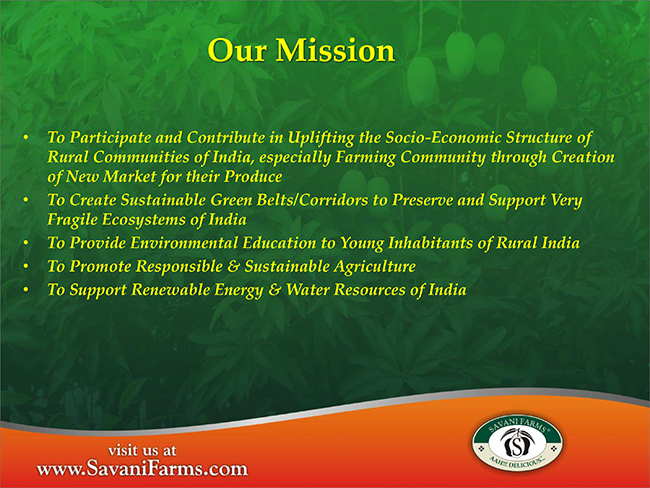 Our Mission
• To Participate and Contribute in Uplifting the Socio-Economic Structure of
Rural Communities of India, especially Farming Community through Creation
of New Market for their Produce
• To Create Sustainable Green Belts/Corridors to Preserve and Support Very
Fragile Ecosystems of India
• To Provide Environmental Education to Young Inhabitants of Rural India
• To Promote Responsible & Sustainable Agriculture
• To Support Renewable Energy & Water Resources of India
visit us at
www.SavaniFarms.com
SAVANI FARMS
S
DELICIOUS